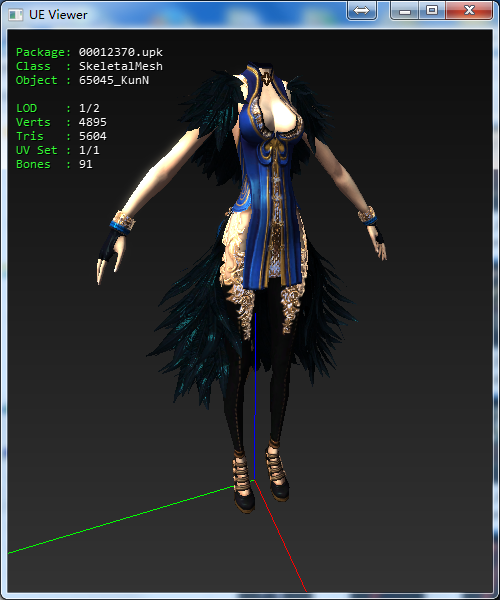 UE Viewer
Package: 00012370.upk
Class : SkeletalMesh
Object : 65045_KunN
LOD : 1/2
Verts : 4895
Tris : 5604
UV Set : 1/1
Bones : 91